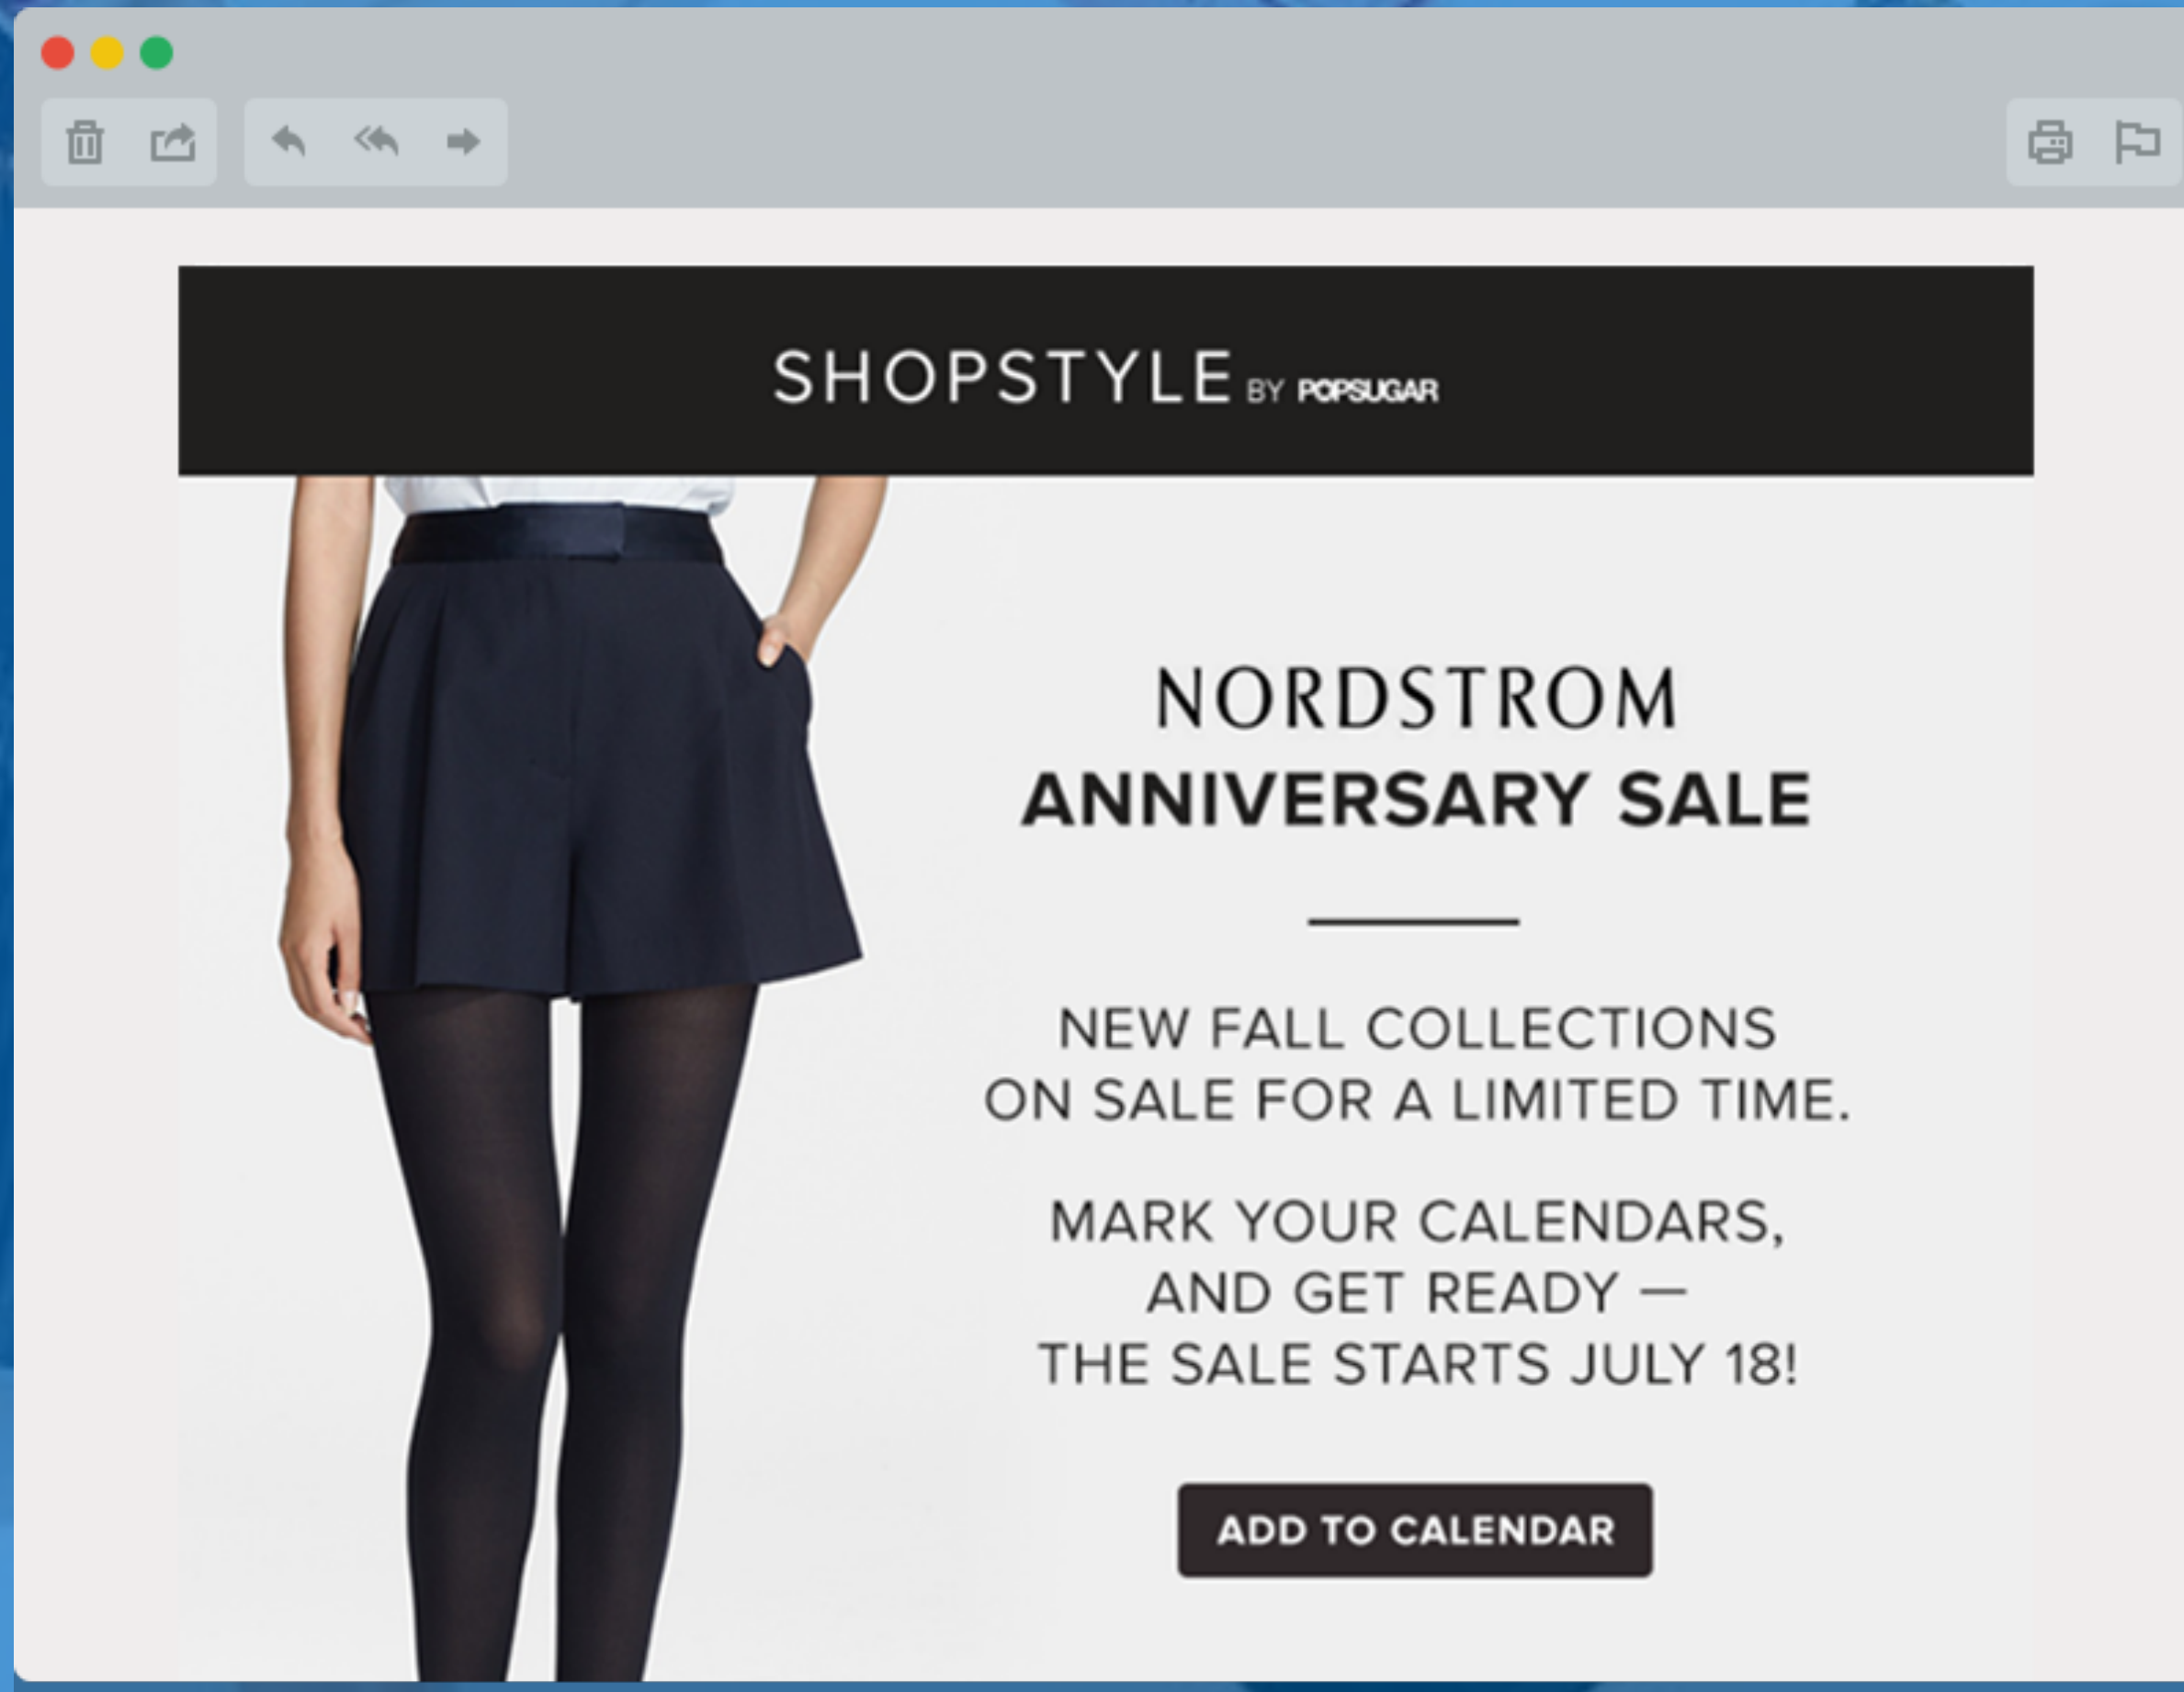 SHOPSTYLE BY POPSUGAR
NORDSTROM
ANNIVERSARY SALE
NEW FALL COLLECTIONS
ON SALE FOR A LIMITED TIME.
MARK YOUR CALENDARS,
AND GET READY —
THE SALE STARTS JULY 18!
ADD TO CALENDAR